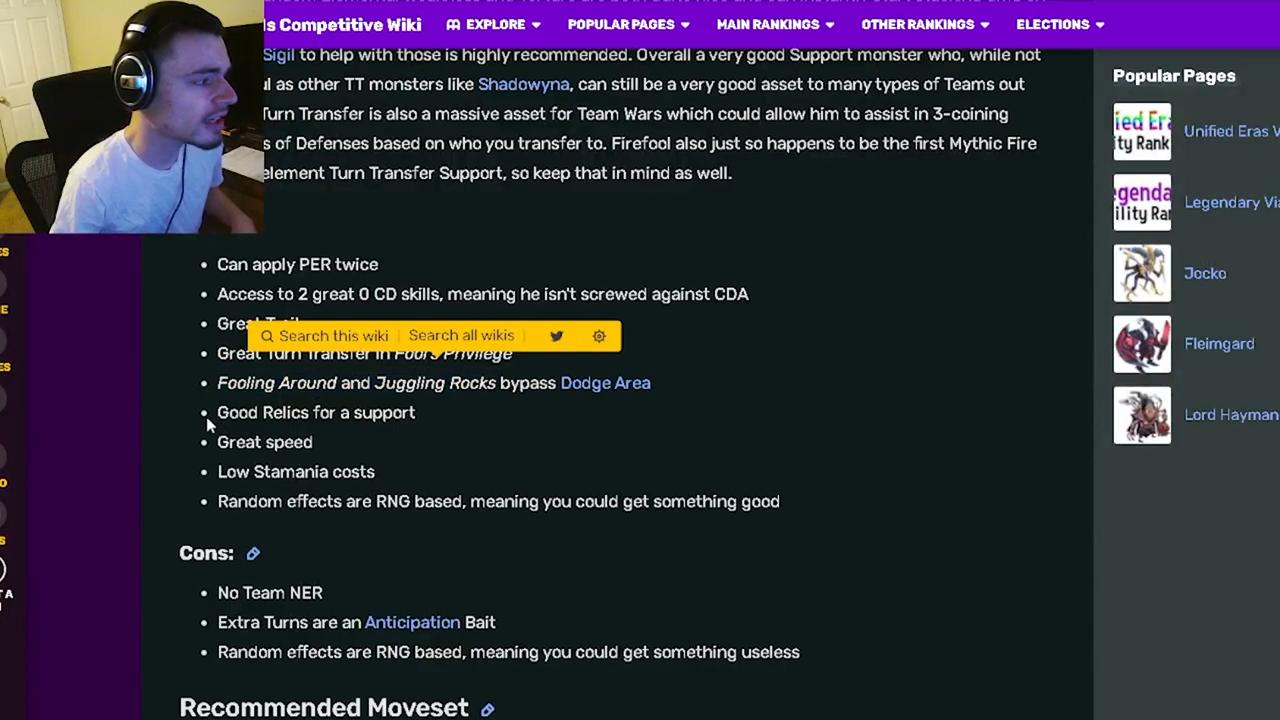 ls Competitive Wiki EXPLORE POPULAR PAGES MAIN RANKINGS OTHER RANKINGS ELECTIONS
Sigil to help with those is highly recommended. Overall a very good Support monster who, while not
as other TT monsters like Shadowyna, can still be a very good asset to many types of Teams out
Turn Transfer is also a massive asset for Team Wars which could allow him to assist in 3-coining
of Defenses based on who you transfer to. Firefool also just so happens to be the first Mythic Fire
element Turn Transfer Support, so keep that in mind as well.
• Can apply PER twice
• Access to 2 great 0 CD skills, meaning he isn't screwed against CDA
• Great
Search this wiki Search all wikis
• Great Turn Transfer in Fool's Privilege
• Fooling Around and Juggling Rocks bypass Dodge Area
• Good Relics for a support
• Great speed
• Low Stamania costs
• Random effects are RNG based, meaning you could get something good
Cons:
• No Team NER
• Extra Turns are an Anticipation Bait
• Random effects are RNG based, meaning you could get something useless
Recommended Moveset
Popular Pages
Unified Eras V
Legendary Via
Jocko
Fleimgard
Lord Hayman